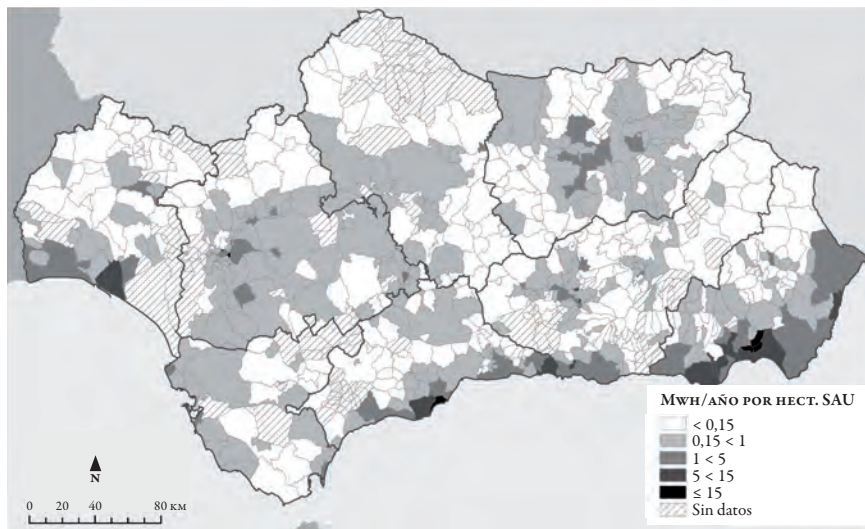 MWH/AÑO POR HECT. SAU
< 0,15
0,15 < 1
1 < 5
5 < 15
≤ 15
Sin datos
N
0 20 40 80 KM